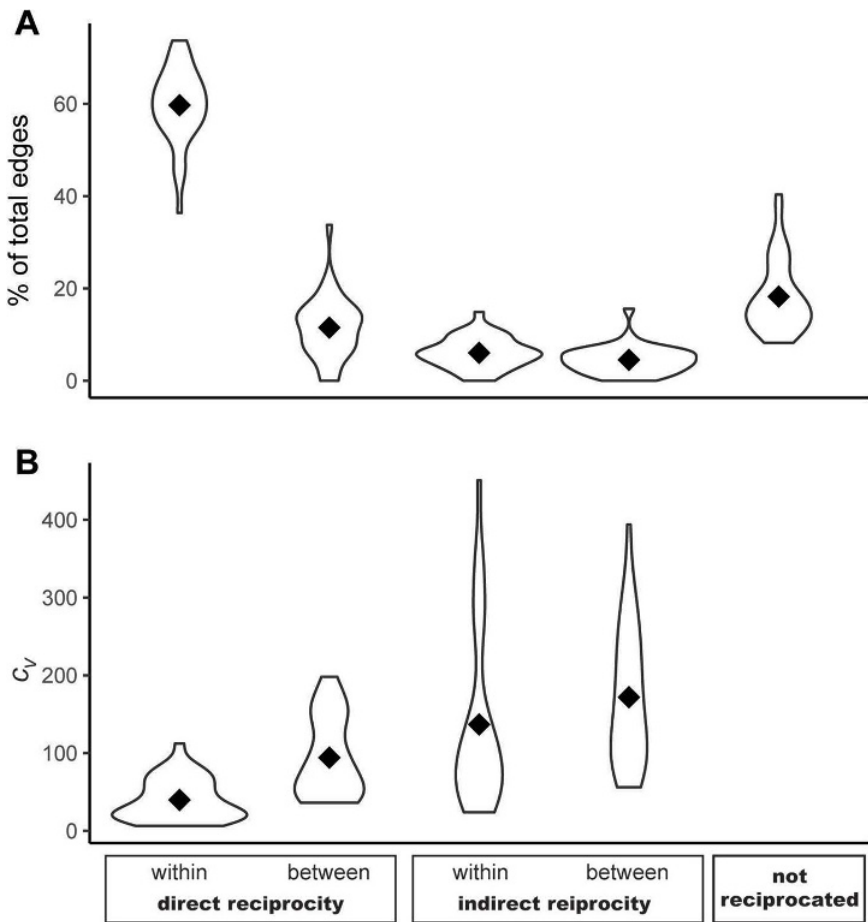 A
% of total edges
60
40
20
0
B
c_v
400
300
200
100
0
within between within between not
direct reciprocity indirect reiprocity reciprocated